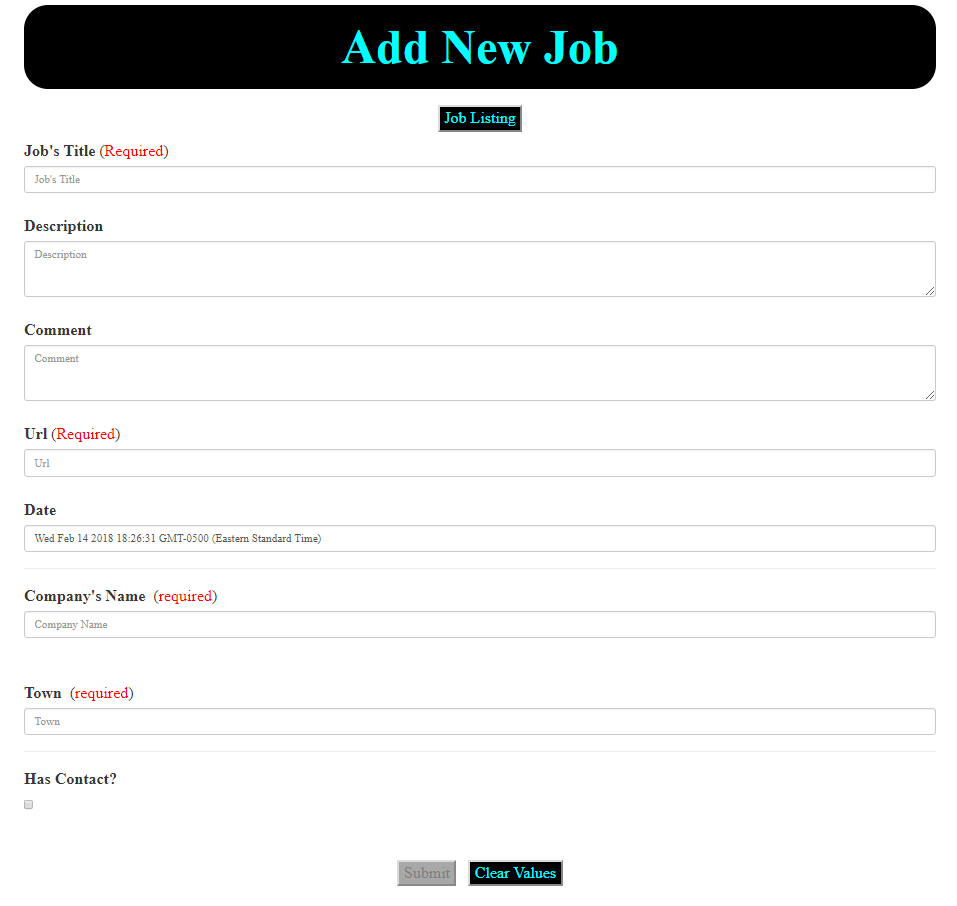 Add New Job
Job Listing
Job's Title (Required)
Job's Title
Description
Description
Comment
Comment
Url (Required)
Url
Date
Wed Feb 14 2018 18:26:31 GMT-0500 (Eastern Standard Time)
Company's Name (required)
Company Name
Town (required)
Town
Has Contact?
Submit Clear Values